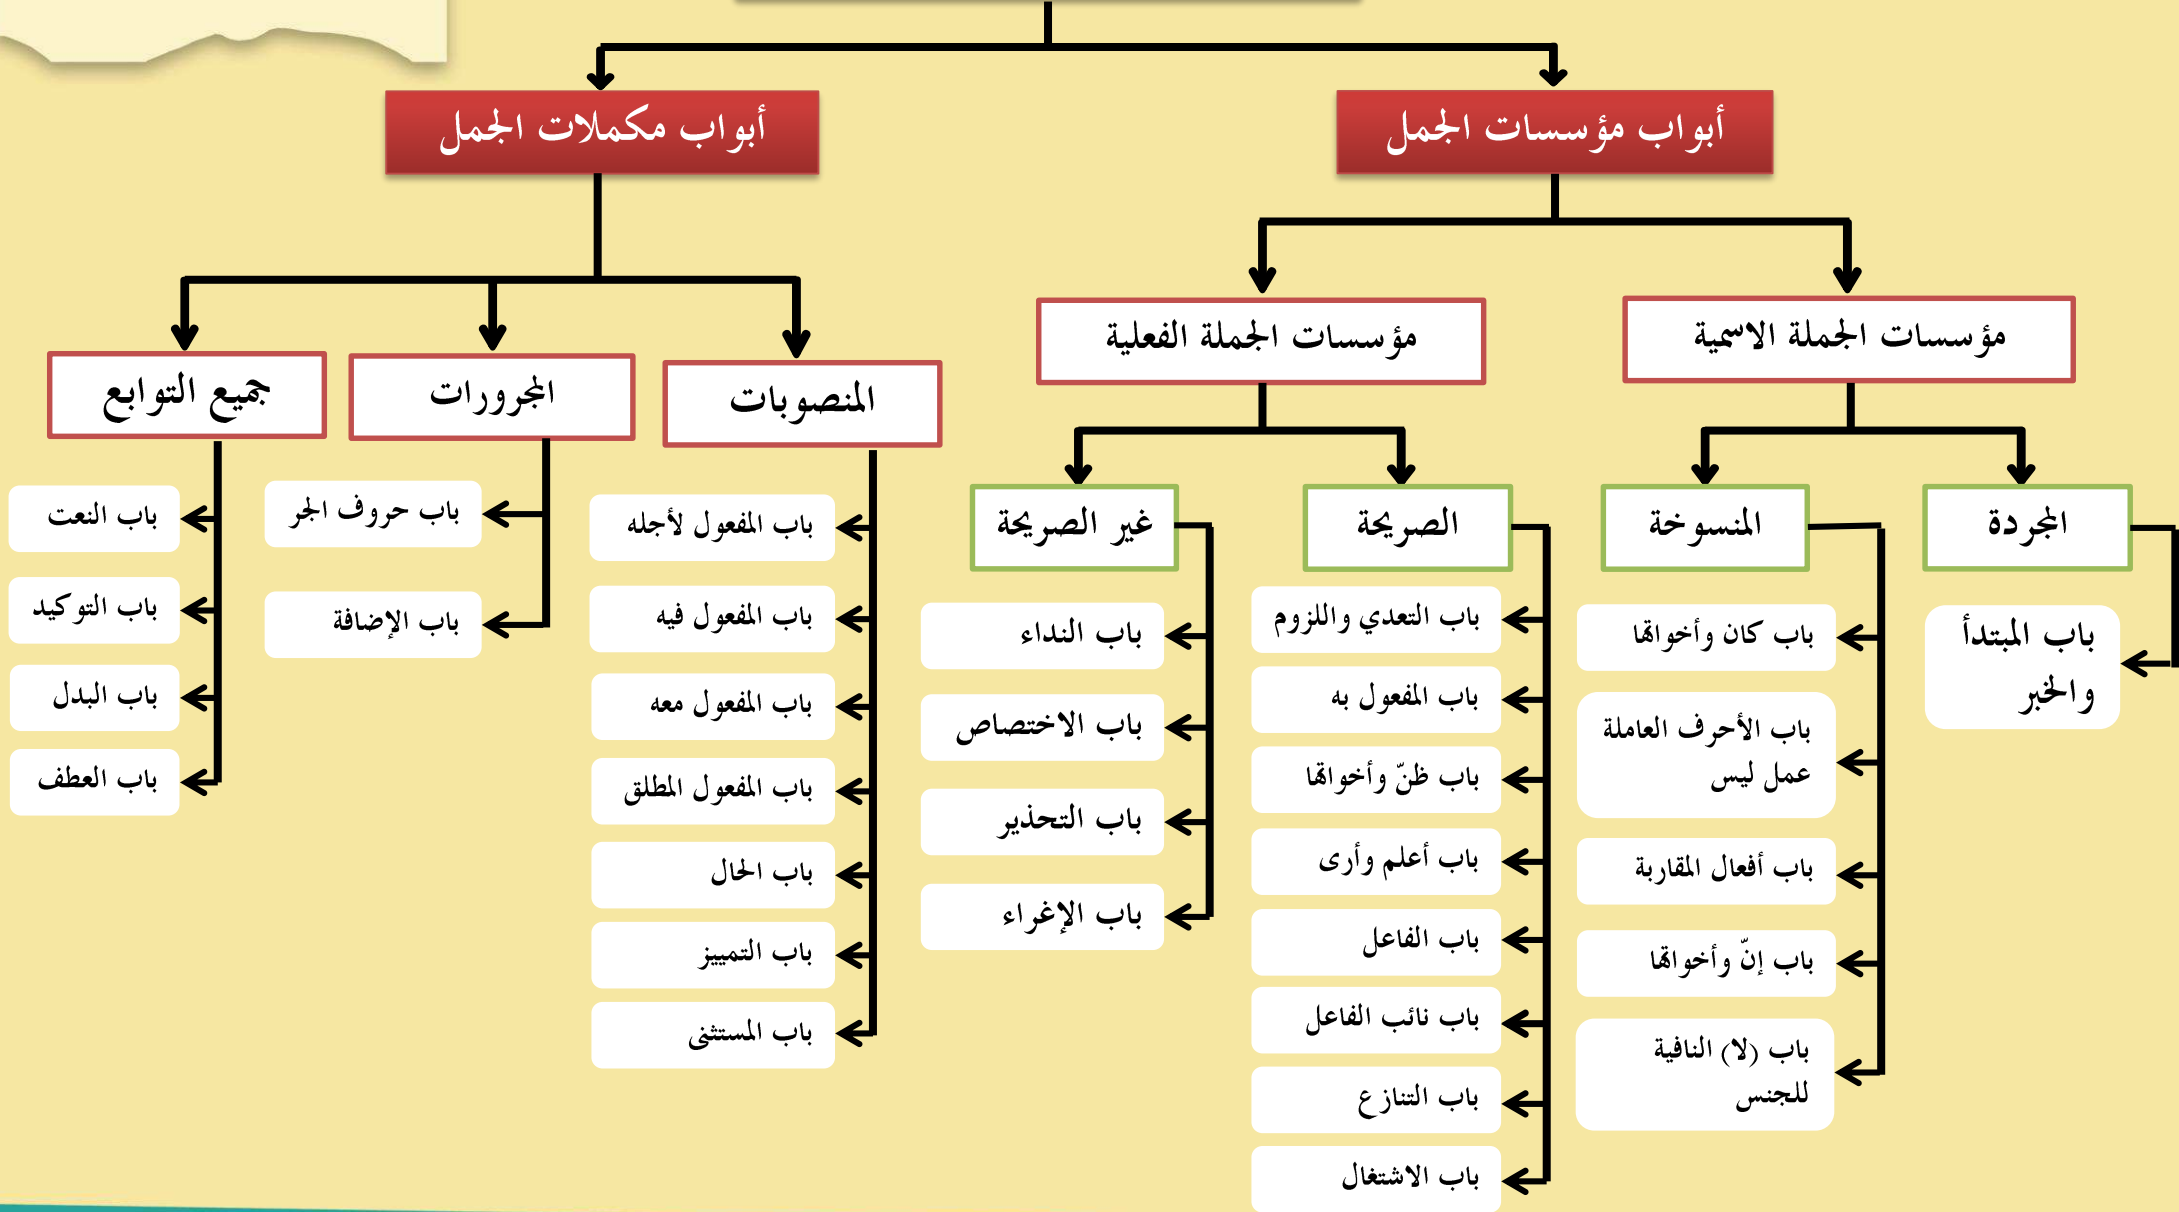 أبواب مؤسسات الجمل
أبواب مكملات الجمل
مؤسسات الجملة الاسمية
مؤسسات الجملة الفعلية
المنصوبات
المجرورات
جميع التوابع
المجردة
باب المبتدأ
والخبر
المنسوخة
باب كان وأخواتها
باب الأحرف العاملة
عمل ليس
باب أفعال المقاربة
باب إنّ وأخواتها
باب (لا) النافية
للجنس
الصريحة
باب التعدي واللزوم
باب المفعول به
باب ظنّ وأخواتها
باب أعلم وأرى
باب الفاعل
باب نائب الفاعل
باب التنازع
باب الاشتغال
غير الصريحة
باب النداء
باب الاختصاص
باب التحذير
باب الإغراء
باب المفعول لأجله
باب المفعول فيه
باب المفعول معه
باب المفعول المطلق
باب الحال
باب التمييز
باب المستثنى
باب حروف الجر
باب الإضافة
باب النعت
باب التوكيد
باب البدل
باب العطف